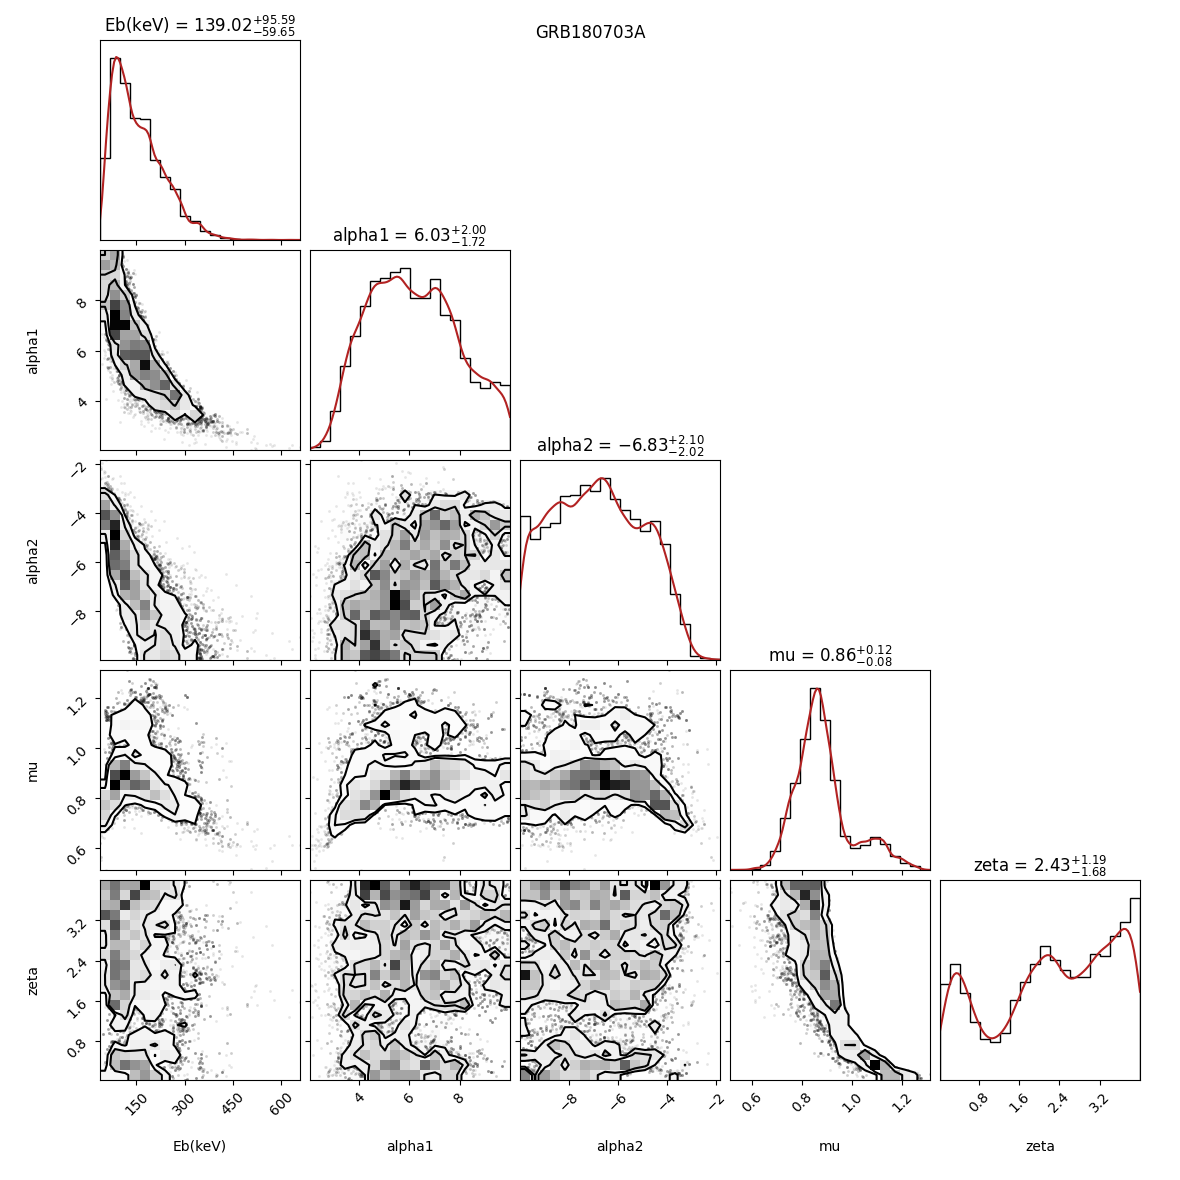 GRB180703A
Eb(keV) = 139.02+95.59−59.65
alpha1 = 6.03+2.00−1.72
8
6
4
alpha1
alpha2 = −6.83+2.10−2.02
−2
−4
−6
−8
alpha2
mu = 0.86+0.12−0.08
1.2
1.0
0.8
0.6
mu
zeta = 2.43+1.19−1.68
3.2
2.4
1.6
0.8
zeta
150 300 450 600
4 6 8
−8 −6 −4 −2
0.6 0.8 1.0 1.2
0.8 1.6 2.4 3.2
Eb(keV) alpha1 alpha2 mu zeta